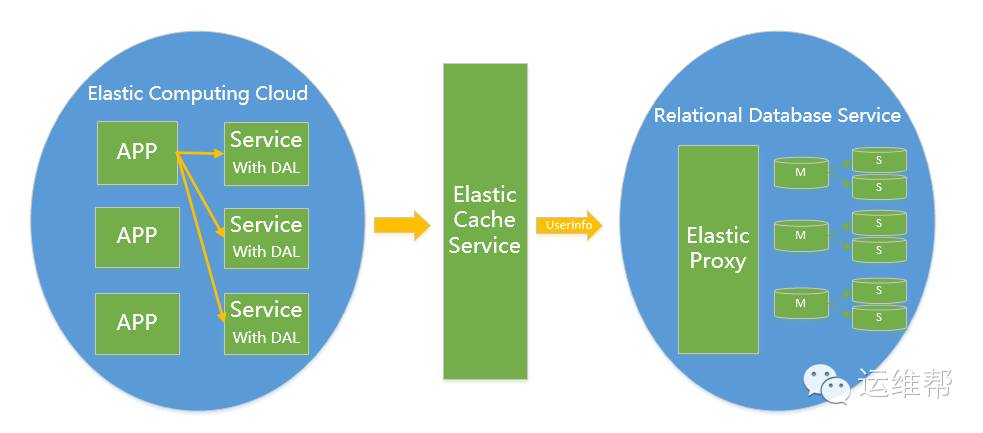 Elastic Computing Cloud
APP
Service
With DAL
APP
Service
With DAL
APP
Service
With DAL
Elastic
Cache
Service
UserInfo
Relational Database Service
Elastic
Proxy
M
S
S
M
S
S
M
S
S
运维帮